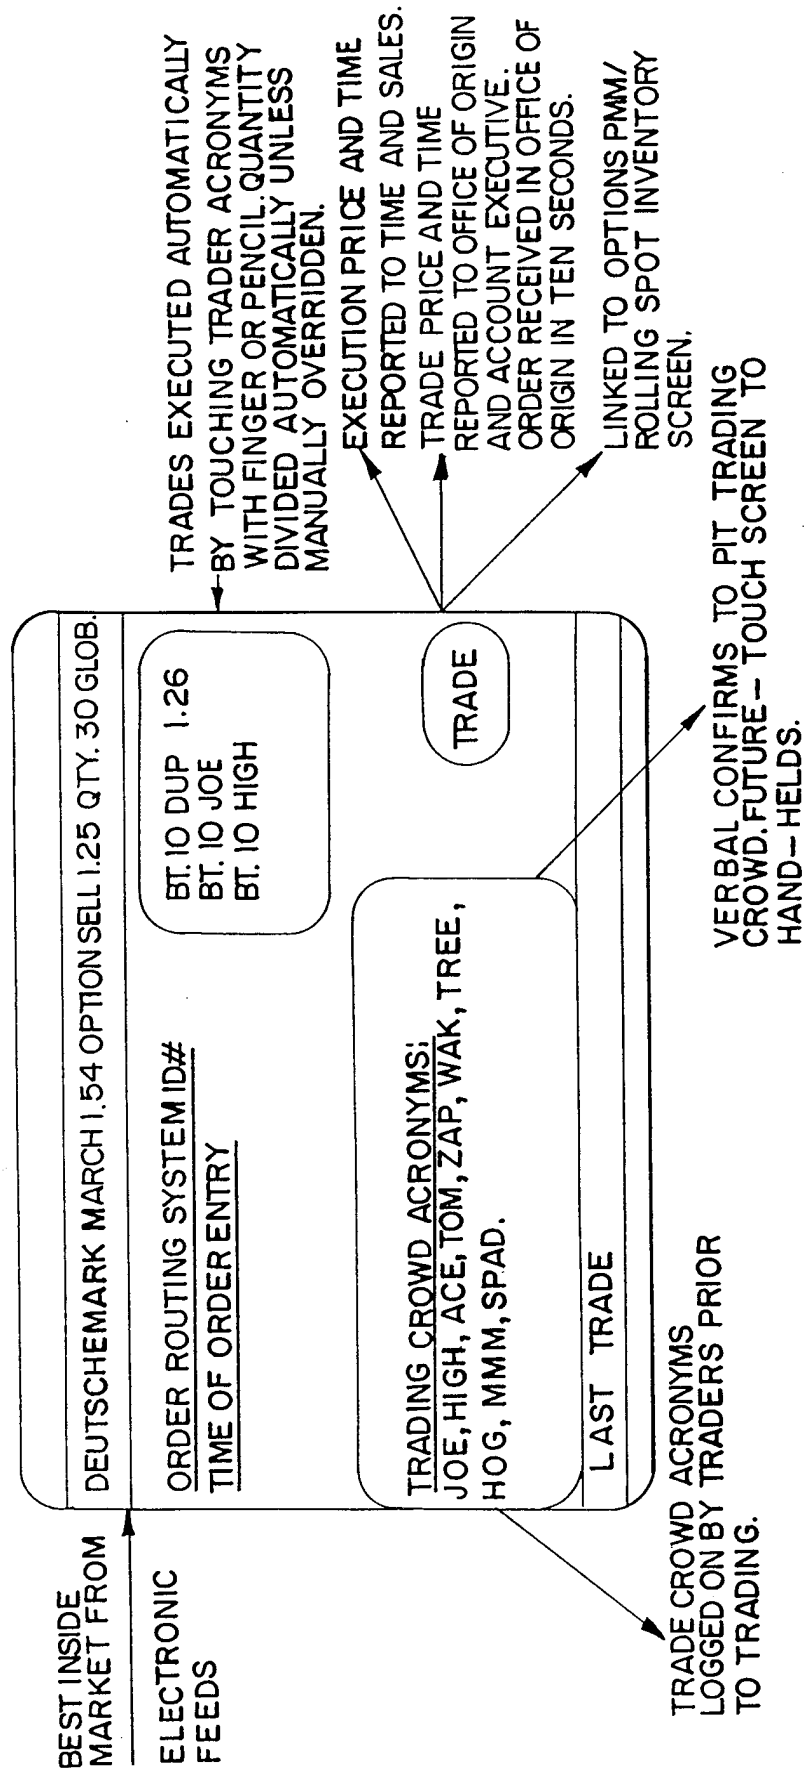 BEST INSIDE
MARKET FROM
ELECTRONIC
FEEDS
DEUTSCHEMARK MARCH 1.54 OPTION SELL 1.25 QTY. 30 GLOB.
ORDER ROUTING SYSTEM ID#
TIME OF ORDER ENTRY
BT. 10 DUP 1.26
BT. 10 JOE
BT. 10 HIGH
TRADING CROWD ACRONYMS:
JOE, HIGH, ACE, TOM, ZAP, WAK, TREE,
HOG, MMM, SPAD.
TRADE
LAST TRADE
TRADES EXECUTED AUTOMATICALLY
BY TOUCHING TRADER ACRONYMS
WITH FINGER OR PENCIL. QUANTITY
DIVIDED AUTOMATICALLY UNLESS
MANUALLY OVERRIDDEN.
EXECUTION PRICE AND TIME
REPORTED TO TIME AND SALES.
TRADE PRICE AND TIME
REPORTED TO OFFICE OF ORIGIN
AND ACCOUNT EXECUTIVE.
ORDER RECEIVED IN OFFICE OF
ORIGIN IN TEN SECONDS.
LINKED TO OPTIONS PMM/
ROLLING SPOT INVENTORY
SCREEN.
TRADE CROWD ACRONYMS
LOGGED ON BY TRADERS PRIOR
TO TRADING.
VERBAL CONFIRMS TO PIT TRADING
CROWD. FUTURE — TOUCH SCREEN TO
HAND—HELDS.